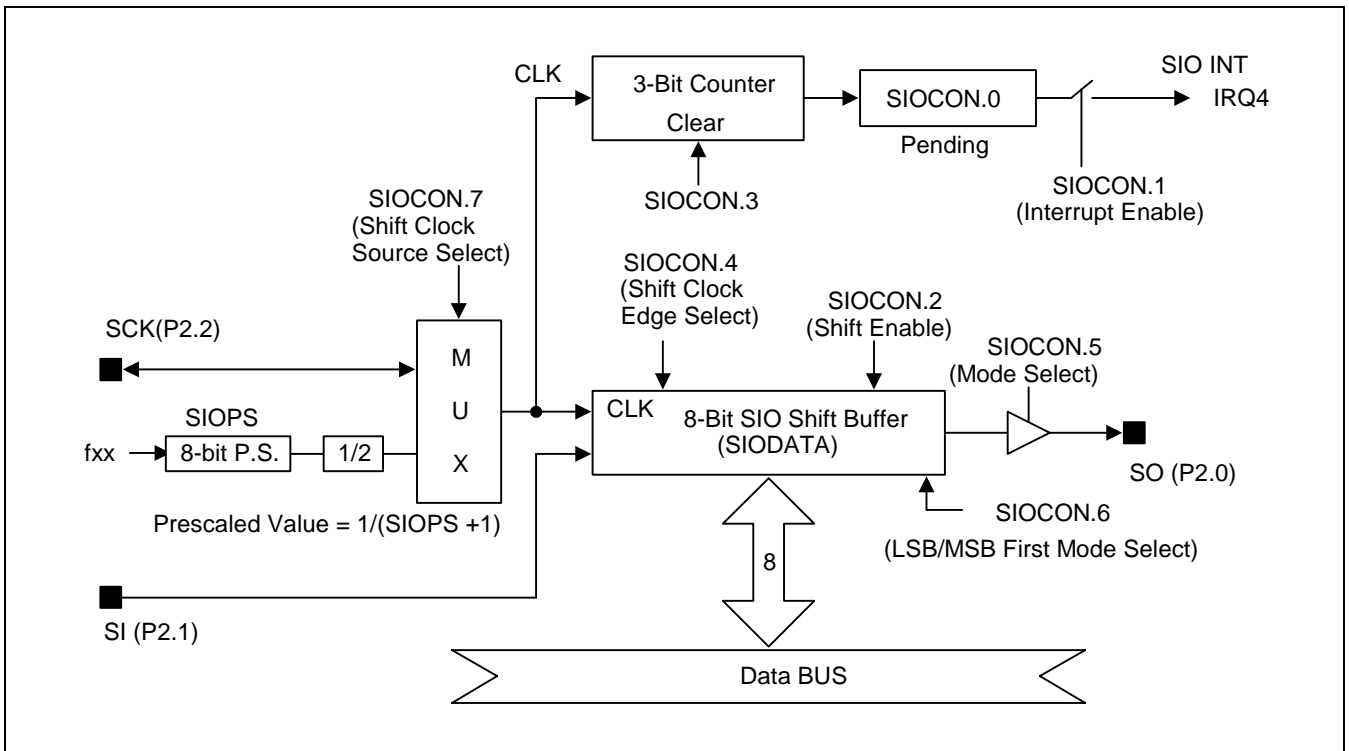 CLK
3-Bit Counter
Clear
SIOCON.0
Pending
SIO INT
IRQ4
SIOCON.3
SIOCON.1
(Interrupt Enable)
SIOCON.7
(Shift Clock
Source Select)
SIOCON.4
(Shift Clock
Edge Select)
SIOCON.2
(Shift Enable)
SIOCON.5
(Mode Select)
SCK(P2.2)
M
U
X
CLK
8-Bit SIO Shift Buffer
(SIODATA)
SIOPS
fxx
8-bit P.S.
1/2
SO (P2.0)
Prescaled Value = 1/(SIOPS +1)
SIOCON.6
(LSB/MSB First Mode Select)
8
SI (P2.1)
Data BUS